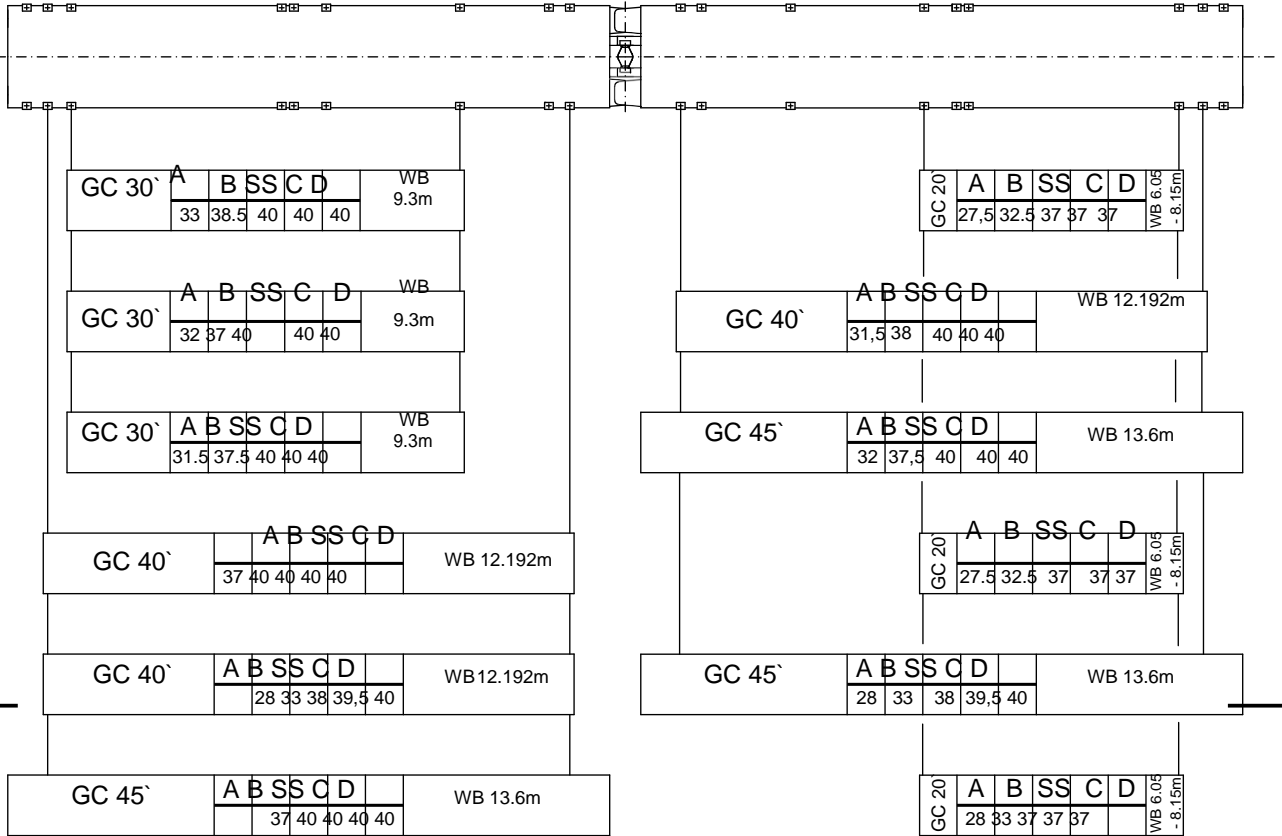 GC 30` A B SS C D WB
33 38.5 40 40 40 9.3m
GC 20` A B SS C D WB 6.05
27,5 32.5 37 37 37 - 8.15m
GC 30` A B SS C D WB
32 37 40 40 40 9.3m
GC 40` A B SS C D WB 12.192m
31,5 38 40 40 40
GC 30` A B SS C D WB
31.5 37.5 40 40 40 9.3m
GC 45` A B SS C D WB 13.6m
32 37,5 40 40 40
GC 40` A B SS C D WB 12.192m
37 40 40 40 40
GC 20` A B SS C D WB 6.05
27.5 32.5 37 37 37 - 8.15m
GC 40` A B SS C D WB12.192m
28 33 38 39,5 40
GC 45` A B SS C D WB 13.6m
28 33 38 39,5 40
GC 45` A B SS C D WB 13.6m
37 40 40 40 40
GC 20` A B SS C D WB 6.05
28 33 37 37 37 - 8.15m